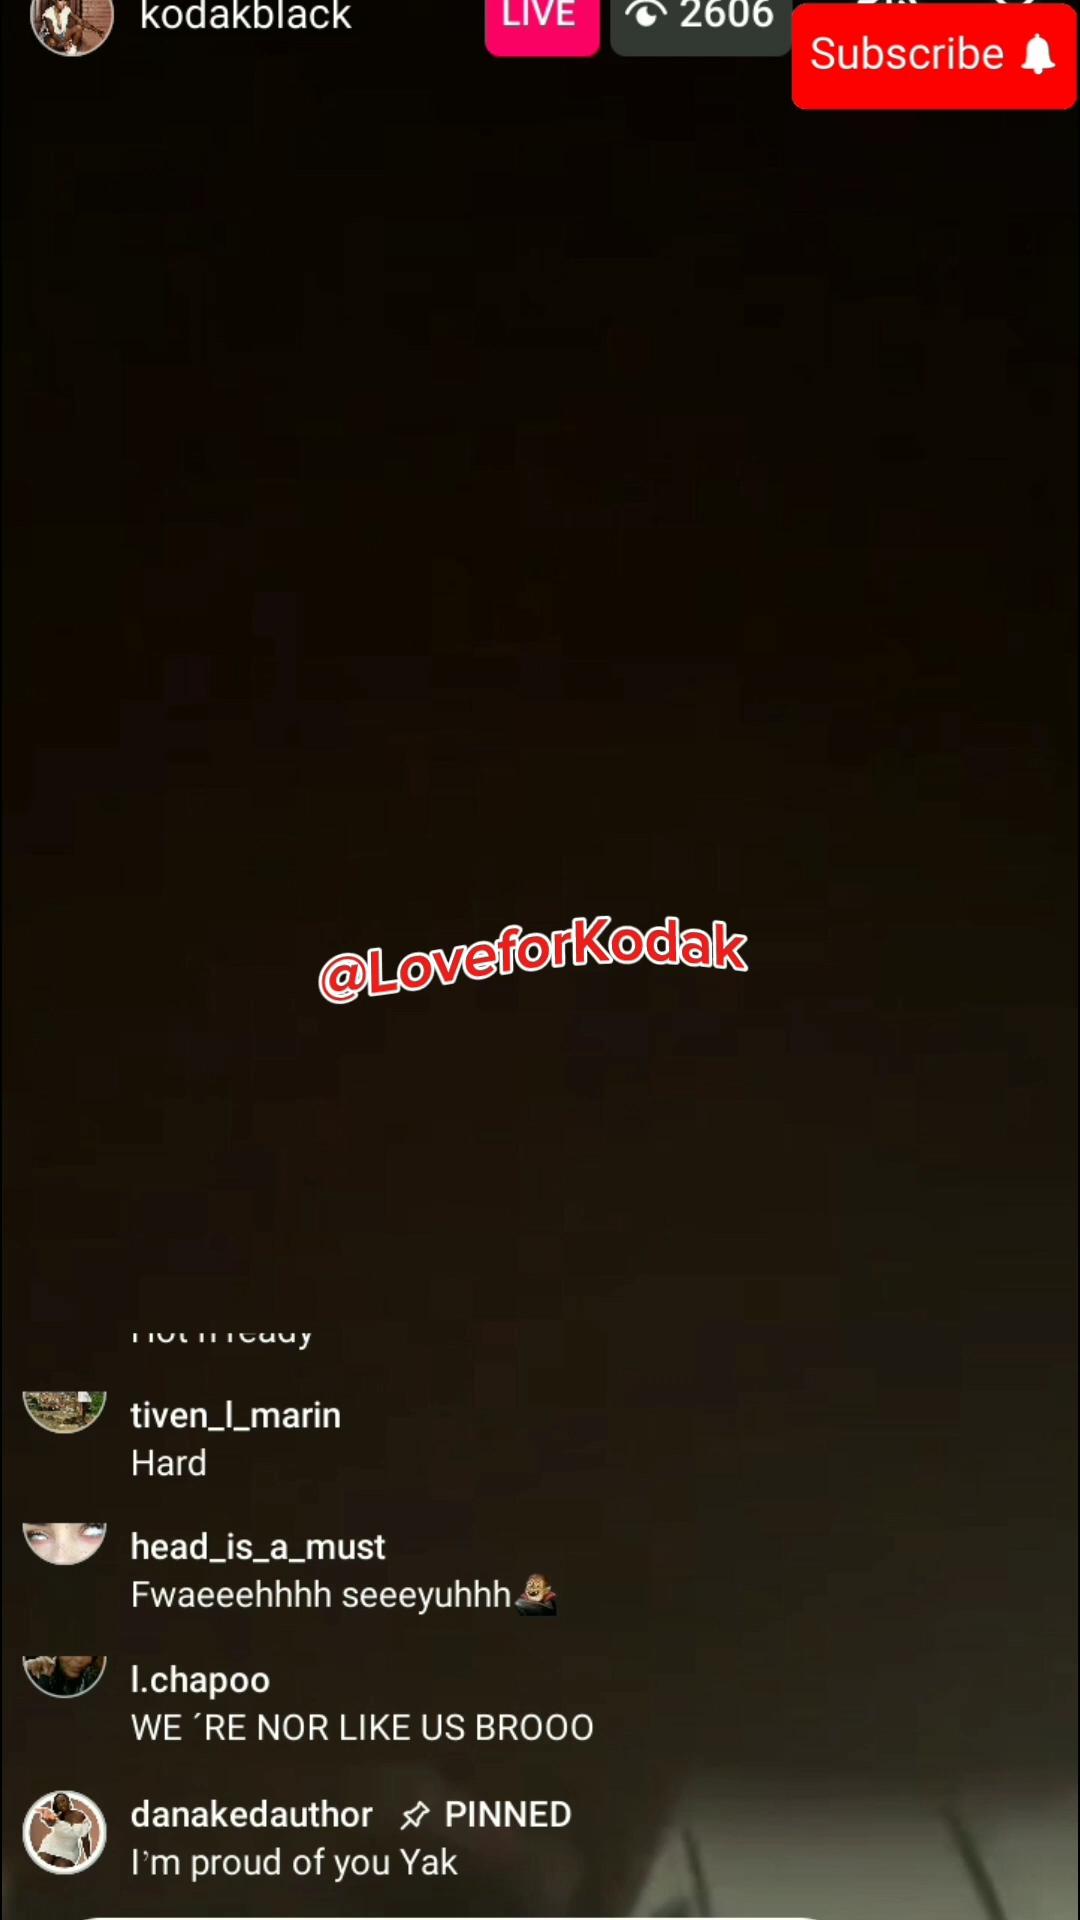 kodakblack
LIVE
2606
Subscribe
@LoveforKodak
tiven_l_marin
Hard
head_is_a_must
Fwaeeehhhh seeeyuhhh
l.chapoo
WE ´RE NOR LIKE US BROOO
danakedauthor PINNED
I’m proud of you Yak